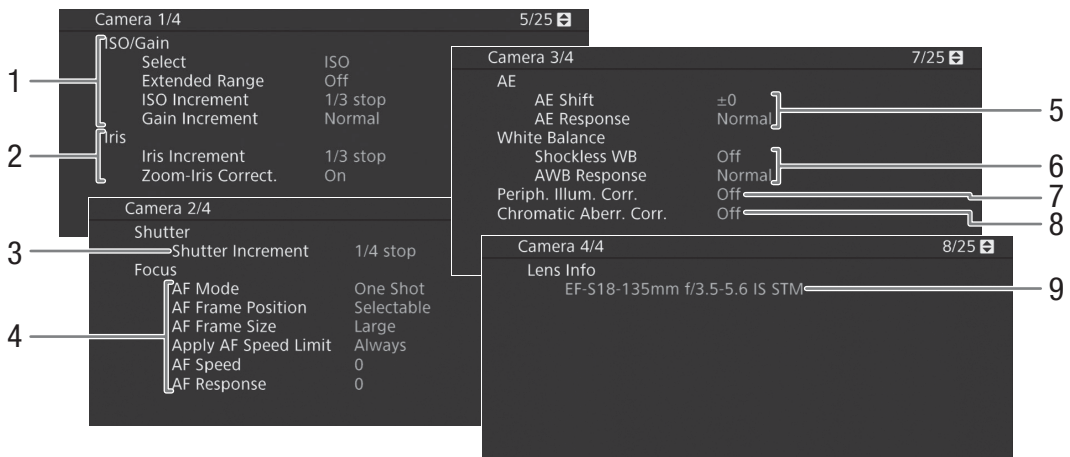 Camera 1/4 5/25
ISO/Gain
Select ISO
Extended Range Off
ISO Increment 1/3 stop
Gain Increment Normal
Iris
Iris Increment 1/3 stop
Zoom-Iris Correct. On
1
2
Camera 2/4
Shutter
Shutter Increment 1/4 stop
Focus
AF Mode One Shot
AF Frame Position Selectable
AF Frame Size Large
Apply AF Speed Limit Always
AF Speed 0
AF Response 0
3
4
Camera 3/4 7/25
AE
AE Shift ±0
AE Response Normal
White Balance
Shockless WB Off
AWB Response Normal
Periph. Illum. Corr. Off
Chromatic Aberr. Corr. Off
5
6
7
8
Camera 4/4 8/25
Lens Info
EF-S18-135mm f/3.5-5.6 IS STM
9